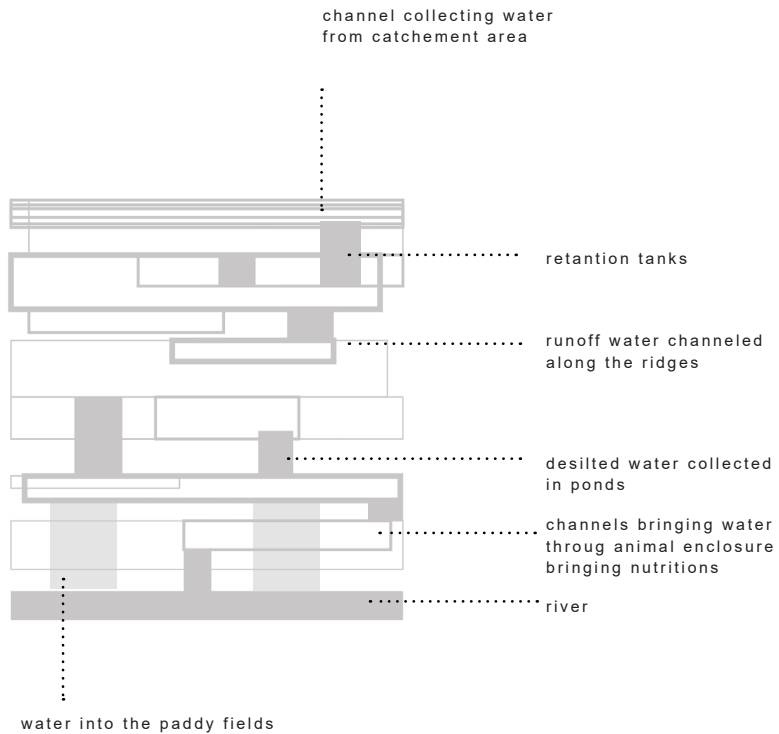 channel collecting water
from catchement area
retantion tanks
runoff water channeled
along the ridges
desilted water collected
in ponds
channels bringing water
throug animal enclosure
bringing nutritions
river
water into the paddy fields